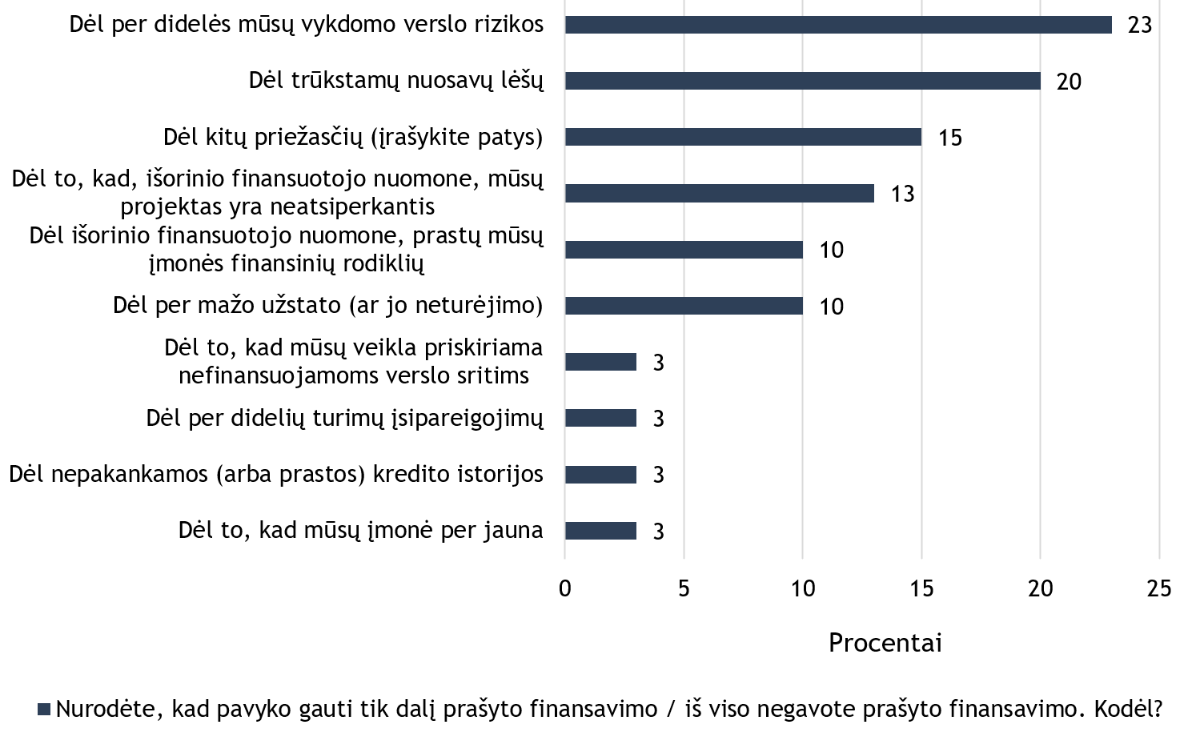 Dėl per didelės mūsų vykdomo verslo rizikos 23
Dėl trūkstamų nuosavų lėšų 20
Dėl kitų priežasčių (įrašykite patys) 15
Dėl to, kad, išorinio finansuotojo nuomone, mūsų
projektas yra neatsiperkantis 13
Dėl išorinio finansuotojo nuomone, prastų mūsų
įmonės finansinių rodiklių 10
Dėl per mažo užstato (ar jo neturėjimo) 10
Dėl to, kad mūsų veikla priskiriama
nefinansuojamoms verslo sritims 3
Dėl per didelių turimų įsipareigojimų 3
Dėl nepakankamos (arba prastos) kredito istorijos 3
Dėl to, kad mūsų įmonė per jauna 3
0 5 10 15 20 25
Procentai
Nurodėte, kad pavyko gauti tik dalį prašyto finansavimo / iš viso negavote prašyto finansavimo. Kodėl?